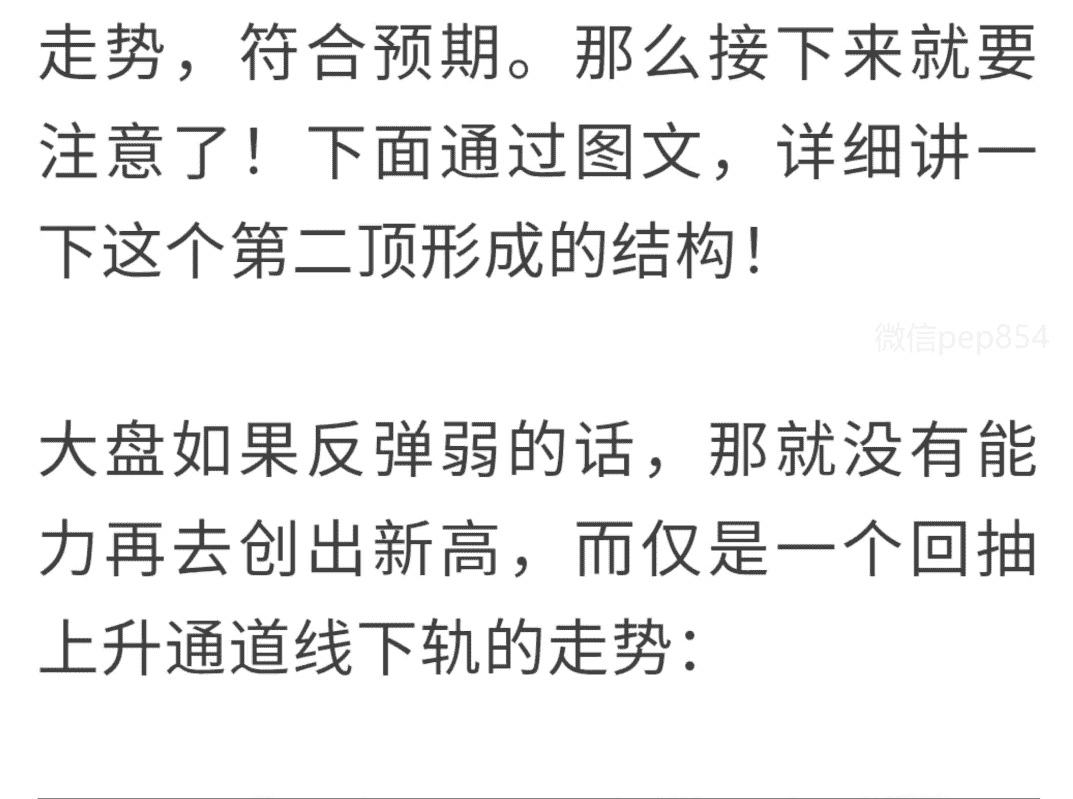 走势，符合预期。那么接下来就要
注意了！下面通过图文，详细讲一
下这个第二顶形成的结构！
微信pep854
大盘如果反弹弱的话，那就没有能
力再去创出新高，而仅是一个回抽
上升通道线下轨的走势：